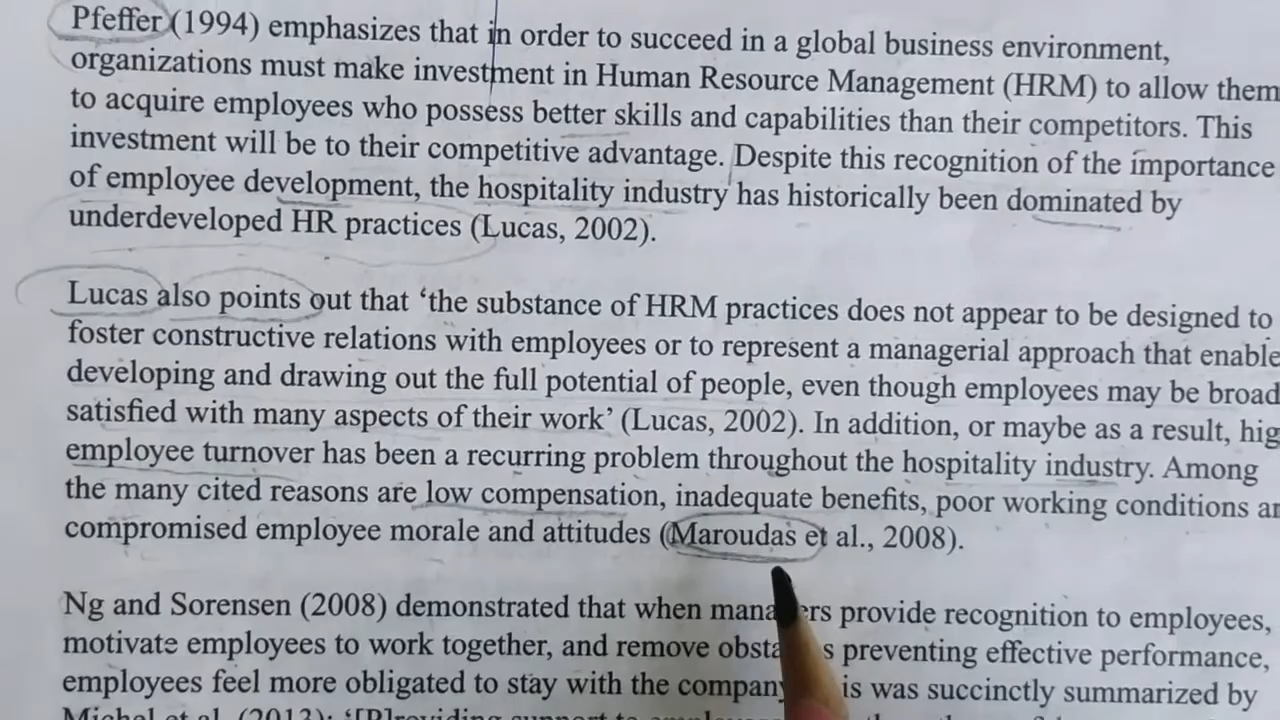 Pfeffer (1994) emphasizes that in order to succeed in a global business environment,
organizations must make investment in Human Resource Management (HRM) to allow them
to acquire employees who possess better skills and capabilities than their competitors. This
investment will be to their competitive advantage. Despite this recognition of the importance
of employee development, the hospitality industry has historically been dominated by
underdeveloped HR practices (Lucas, 2002).
Lucas also points out that ‘the substance of HRM practices does not appear to be designed to
foster constructive relations with employees or to represent a managerial approach that enable
developing and drawing out the full potential of people, even though employees may be broad
satisfied with many aspects of their work’ (Lucas, 2002). In addition, or maybe as a result, hig
employee turnover has been a recurring problem throughout the hospitality industry. Among
the many cited reasons are low compensation, inadequate benefits, poor working conditions an
compromised employee morale and attitudes (Maroudas et al., 2008).
Ng and Sorensen (2008) demonstrated that when provide recognition to employees,
motivate employees to work together, and remove preventing effective performance,
employees feel more obligated to stay with the company is was succinctly summarized by
Michel et al. (2013): ‘[P]roviding support to